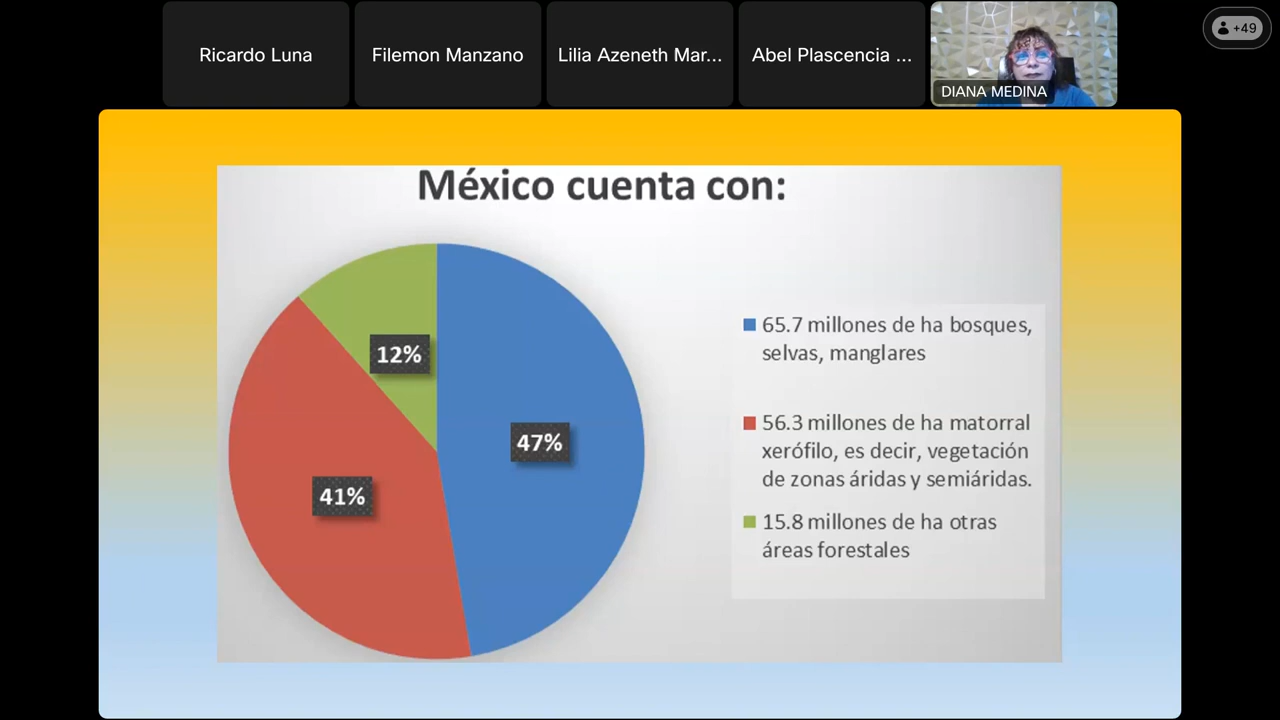 Ricardo Luna
Filemon Manzano
Lilia Azeneth Mar...
Abel Plascencia ...
DIANA MEDINA
+49
México cuenta con:
12%
47%
41%
65.7 millones de ha bosques,
selvas, manglares
56.3 millones de ha matorral
xerófilo, es decir, vegetación
de zonas áridas y semiáridas.
15.8 millones de ha otras
áreas forestales